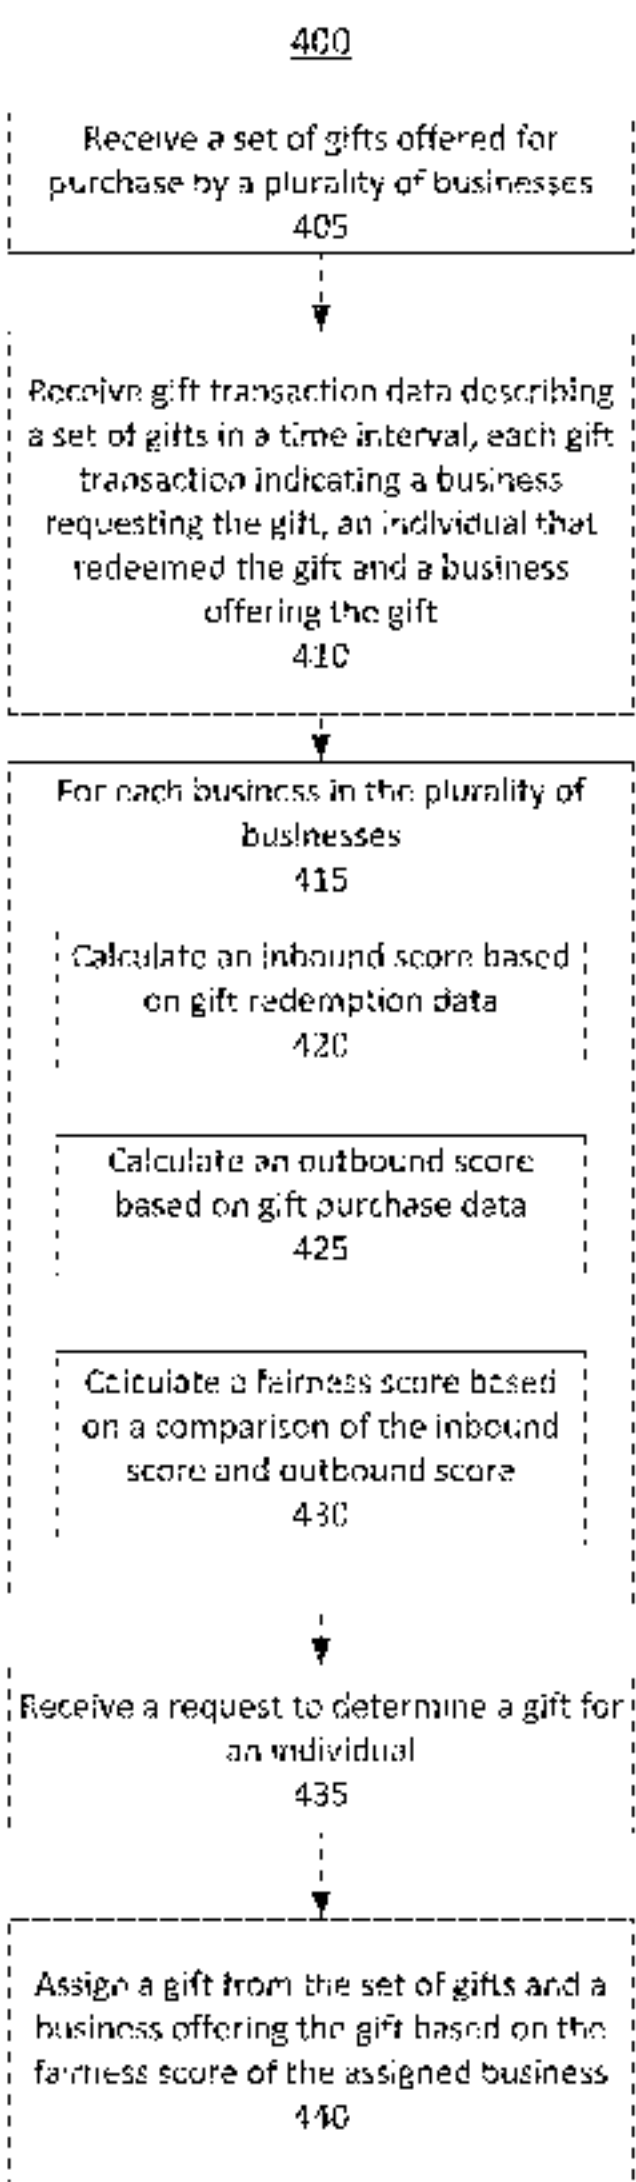 400
Receive a set of gifts offered for
purchase by a plurality of businesses
405
Receive gift transaction data describing
a set of gifts in a time interval, each gift
transaction indicating a business
requesting the gift, an individual that
redeemed the gift and a business
offering the gift
410
For each business in the plurality of
businesses
415
Calculate an inbound score based
on gift redemption data
420
Calculate an outbound score
based on gift purchase data
425
Calculate a fairness score based
on a comparison of the inbound
score and outbound score
430
Receive a request to determine a gift for
an individual
435
Assign a gift from the set of gifts and a
business offering the gift based on the
fairness score of the assigned business
440